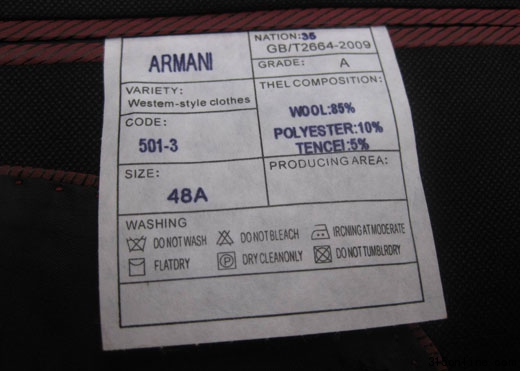 ARMANI
NATION:35
GB/T2664-2009
GRADE: A
VARIETY:
Westem-style clothes
THEL COMPOSITION:
WOOL:85%
POLYESTER:10%
TENCEI:5%
CODE:
501-3
SIZE:
48A
PRODUCING AREA:
WASHING
DO NOT WASH DO NOT BLEACH IRCNING AT MODERATE
FLATDRY DRY CLEANONLY DO NOT TUMBLRDRY